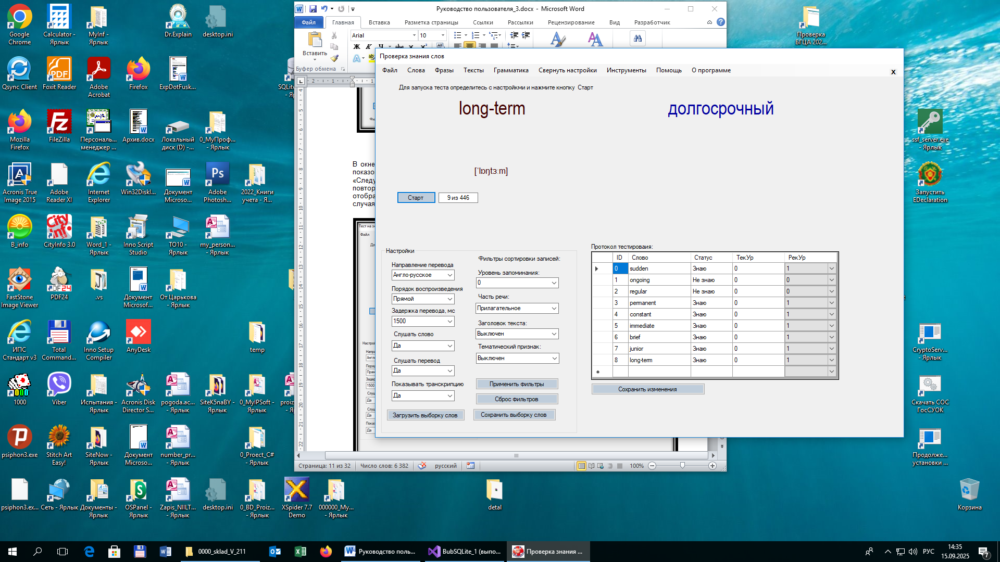 Google Chrome
Calculator - Ярлык
MyInf - Ярлык
Dr.Explain
desktop.ini
Qsync Client
Foxit Reader
Adobe Acrobat
Firefox
ExpDotFusk...
Mozilla Firefox
FileZilla
Персональ... менеджер ...
Архив.docx
Локальный диск (D) -...
0_МуПроф... - Ярлык
Acronis True Image 2015
Adobe Reader XI
Internet Explorer
Win32DiskI...
Документ Microso...
Adobe Photosh...
2022_Книги учета - Я...
B_info
CityInfo 3.0
Word_1 - Ярлык
Inno Script Studio
TO10 - Ярлык
my_person... - Ярлык
FastStone Image Viewer
PDF24
.vs
Документ Microsof...
От Царькова - Ярлык
ИПС Стандарт v3
Total Command...
Inno Setup Compiler
AnyDesk
temp
1000
Viber
Испытания - Ярлык
Acronis Disk Director S...
pogoda.ac... - Ярлык
SiteK5naBY - Ярлык
0_MyIPSoft - Ярлык
psiphon3.exe
Stitch Art Easy!
SiteNow - Ярлык
Документ Microso...
number_pr... - Ярлык
0_Proect_C# - Ярлык
psiphon3.ex...
Сеть - Ярлык
Документы - Ярлык
OSPanel - Ярлык
Zapis_NIILT... - Ярлык
desktop.ini
0_BD_Proiz... - Ярлык
XSpider 7.7 Demo
000000_My... - Ярлык
detal
Руководство пользователя_3.docx - Microsoft Word
Файл
Главная
Вставка
Разметка страницы
Ссылки
Рассылки
Рецензирование
Вид
Разработчик
Arial
10
Вставить
Буфер обмена
В окне
показо
«Следу
повтор
отобра
случая
Страница: 11 из 32
Число слов: 6 382
русский
100%
Проверка знания слов
Файл
Слова
Фразы
Тексты
Грамматика
Свернуть настройки
Инструменты
Помощь
О программе
x
Для запуска теста определитесь с настройкми и нажмите кнопку Старт
long-term
долгосрочный
[ˈlɒŋtɜːm]
Старт
9 из 446
Настройки
Направление перевода
Англо-русское
Порядок воспроизведения
Прямой
Задержка перевода, мс
1500
Слушать слово
Да
Слушать перевод
Да
Показывать транскрипцию
Да
Загрузить выборку слов
Фильтры сортировки записей:
Уровень запоминания:
0
Часть речи:
Прилагательное
Заголовок текста:
Выключен
Тематический признак:
Выключен
Применить фильтры
Сброс фильтров
Сохранить выборку слов
Протокол тестироваия:
ID Слово Статус ТекУр РекУр
0 sudden Знаю 0 1
1 ongoing Не знаю 0 0
2 regular Не знаю 0 0
3 permanent Знаю 0 1
4 constant Знаю 0 1
5 immediate Знаю 0 1
6 brief Знаю 0 1
7 junior Знаю 0 1
8 long-term Знаю 0 1
Сохранить изменения
Проверка БГЦА 202...
ssf_server.exe - Ярлык
Запустить EDeclaration
CryptoServ... - Ярлык
Скачать СОС ГосСУОК
Продолже... установки ...
Корзина
0000_sklad_V_211
Руководство поль...
BubSQLite_1 (выпо...
Проверка знания ...
РУС
14:35
15.09.2025
7